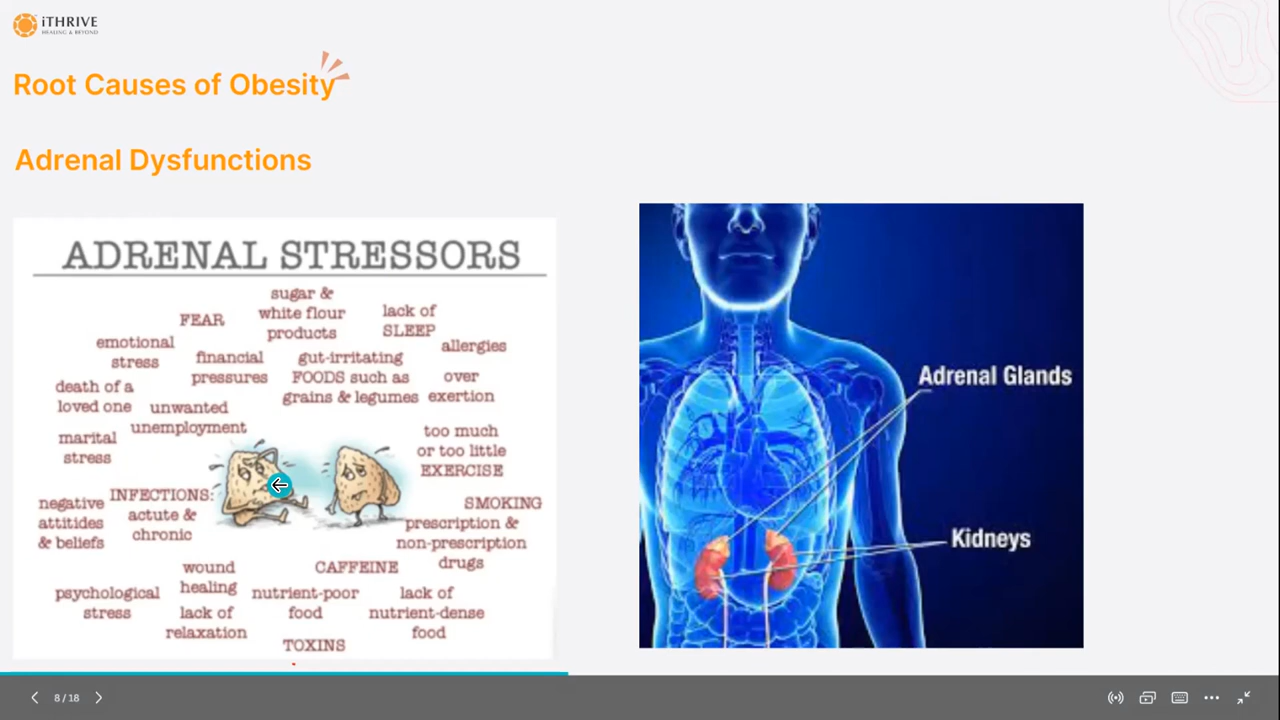 iTHRIVE
HEALING & BEYOND
Root Causes of Obesity
Adrenal Dysfunctions
ADRENAL STRESSORS
sugar &
white flour
products
FEAR
lack of
SLEEP
emotional
stress
allergies
financial
pressures
gut-irritating
FOODS such as
grains & legumes
over
exertion
death of a
loved one
unwanted
unemployment
marital
stress
too much
or too little
EXERCISE
negative
attitides
& beliefs
INFECTIONS:
actute &
chronic
SMOKING
prescription &
non-prescription
drugs
wound
healing
CAFFEINE
psychological
stress
lack of
relaxation
nutrient-poor
food
lack of
nutrient-dense
food
TOXINS
Adrenal Glands
Kidneys
8 / 18